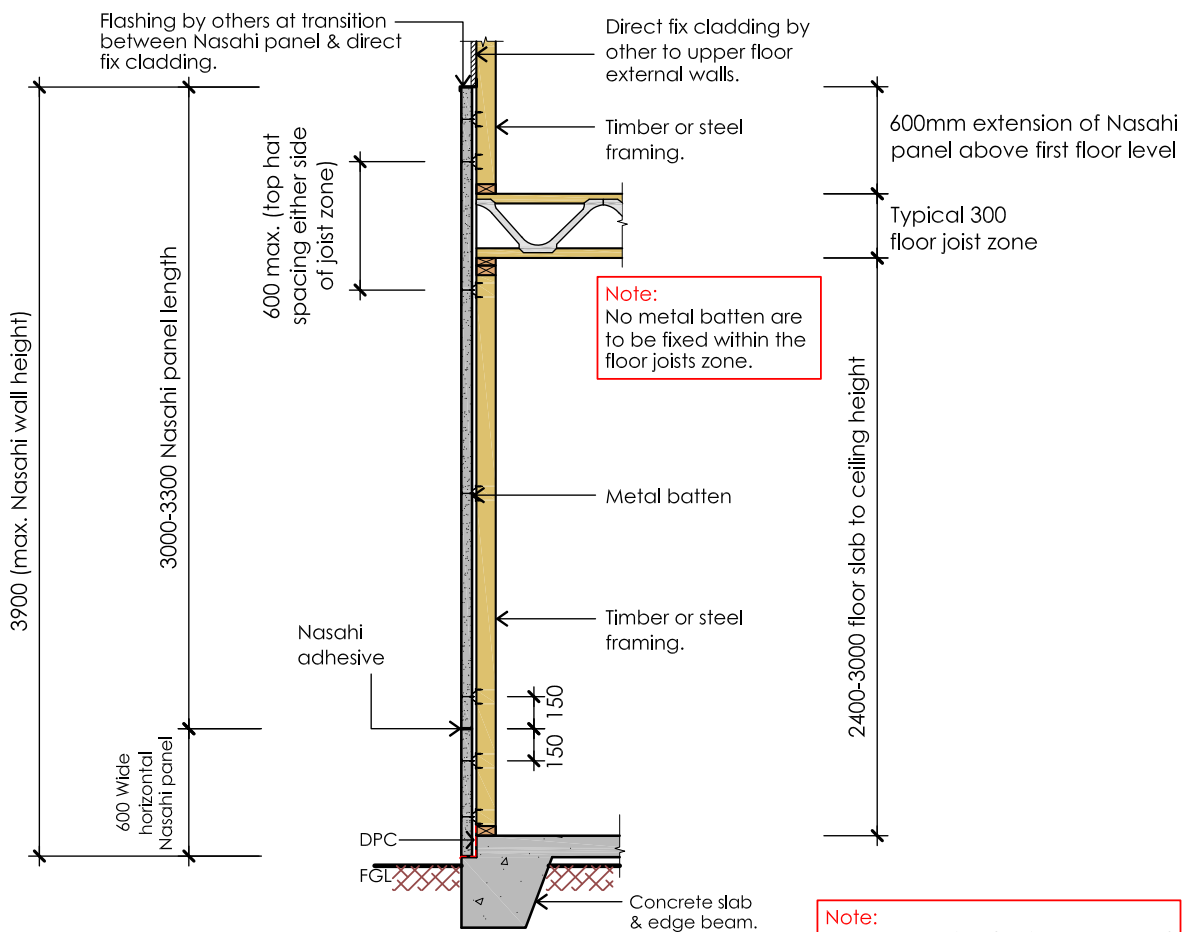 Flashing by others at transition
between Nasahi panel & direct
fix cladding.
Direct fix cladding by
other to upper floor
external walls.
Timber or steel
framing.
600mm extension of Nasahi
panel above first floor level
Typical 300
floor joist zone
600 max. (top hat
spacing either side
of joist zone)
Note:
No metal batten are
to be fixed within the
floor joists zone.
3900 (max. Nasahi wall height)
3000-3300 Nasahi panel length
Metal batten
2400-3000 floor slab to ceiling height
Nasahi
adhesive
Timber or steel
framing.
150
150
600 Wide
horizontal
Nasahi panel
DPC
FGL
Concrete slab
& edge beam.
Note: